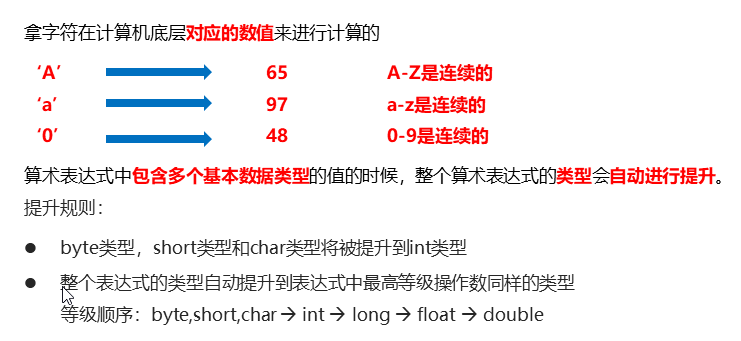 拿字符在计算机底层对应的数值来进行计算的
‘A’ 65 A-Z是连续的
‘a’ 97 a-z是连续的
‘0’ 48 0-9是连续的
算术表达式中包含多个基本数据类型的值的时候，整个算术表达式的类型会自动进行提升。
提升规则：
● byte类型，short类型和char类型将被提升到int类型
● 整个表达式的类型自动提升到表达式中最高等级操作数同样的类型
等级顺序：byte,short,char → int → long → float → double